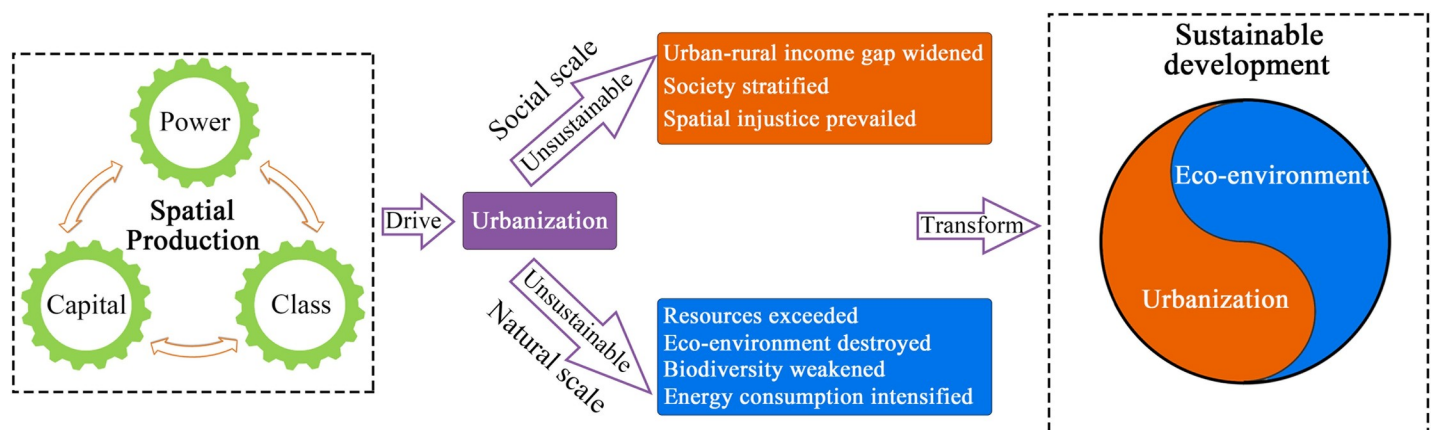 Power
Spatial
Production
Capital
Class
Drive
Urbanization
Social scale
Unsustainable
Urban-rural income gap widened
Society stratified
Spatial injustice prevailed
Unsustainable
Natural scale
Resources exceeded
Eco-environment destroyed
Biodiversity weakened
Energy consumption intensified
Transform
Sustainable
development
Eco-environment
Urbanization